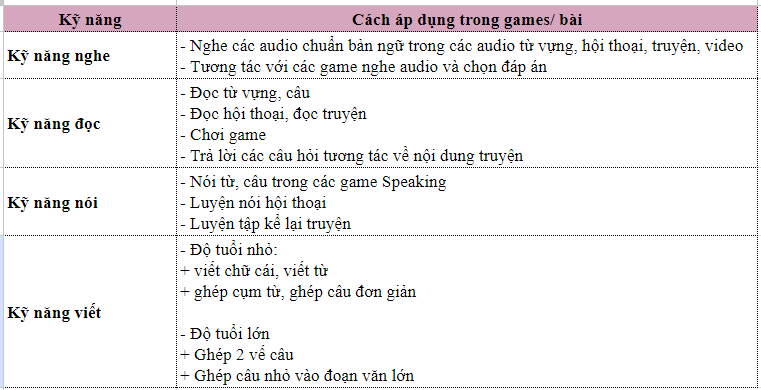 Kỹ năng Cách áp dụng trong games/ bài
Kỹ năng nghe
- Nghe các audio chuẩn bản ngữ trong các audio từ vựng, hội thoại, truyện, video
- Tương tác với các game nghe audio và chọn đáp án
Kỹ năng đọc
- Đọc từ vựng, câu
- Đọc hội thoại, đọc truyện
- Chơi game
- Trả lời các câu hỏi tương tác về nội dung truyện
Kỹ năng nói
- Nói từ, câu trong các game Speaking
- Luyện nói hội thoại
- Luyện tập kể lại truyện
Kỹ năng viết
- Độ tuổi nhỏ:
+ viết chữ cái, viết từ
+ ghép cụm từ, ghép câu đơn giản
- Độ tuổi lớn
+ Ghép 2 vế câu
+ Ghép câu nhỏ vào đoạn văn lớn